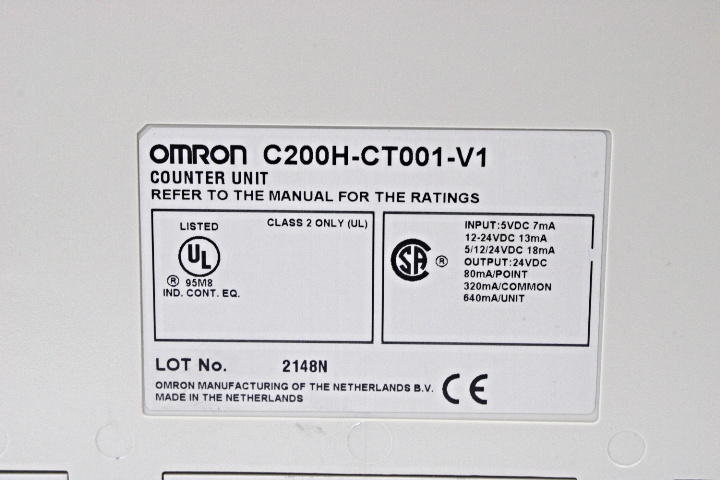 OMRON C200H-CT001-V1
COUNTER UNIT
REFER TO THE MANUAL FOR THE RATINGS
LISTED
CLASS 2 ONLY (UL)
UL
® 95M8
IND. CONT. EQ.
SA ®
INPUT:5VDC 7mA
12-24VDC 13mA
5/12/24VDC 18mA
OUTPUT:24VDC
80mA/POINT
320mA/COMMON
640mA/UNIT
LOT No. 2148N
OMRON MANUFACTURING OF THE NETHERLANDS B.V.
MADE IN THE NETHERLANDS
CE